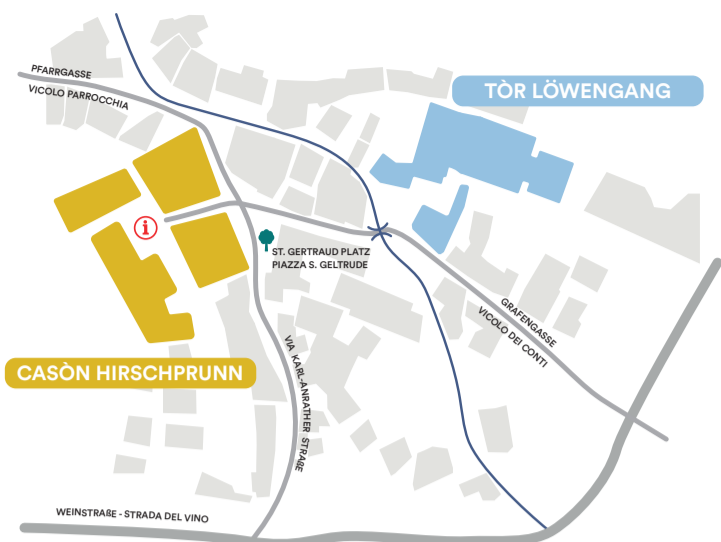 PFARRGASSE
VICOLO PARROCCHIA
TÒR LÖWENGANG
i
ST. GERTRAUD PLATZ
PIAZZA S. GELTRUDE
GRAFENGASSE
VICOLO DEI CONTI
CASÒN HIRSCHPRUNN
VIA KARL-ANRATHER STRAßE
WEINSTRAßE - STRADA DEL VINO